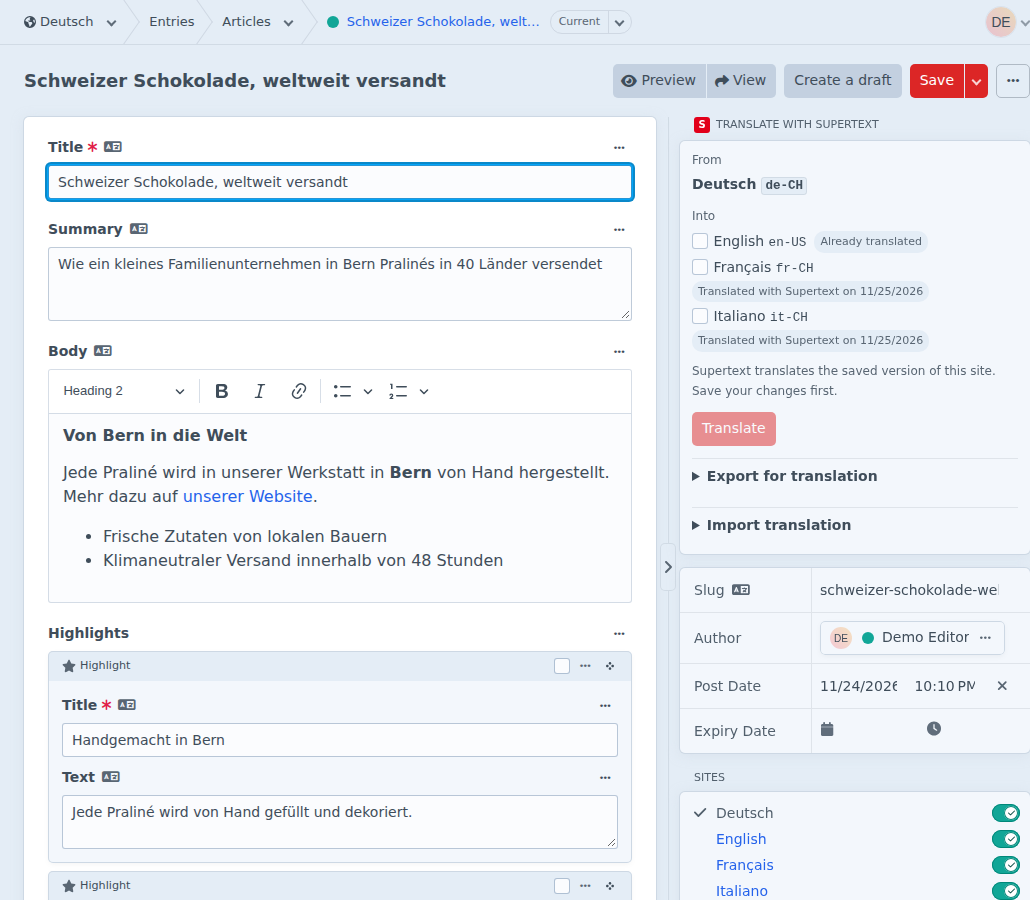 Deutsch
Entries
Articles
Schweizer Schokolade, welt…
Current
DE
Schweizer Schokolade, weltweit versandt
Preview
View
Create a draft
Save
Title
Schweizer Schokolade, weltweit versandt
Summary
Wie ein kleines Familienunternehmen in Bern Pralinés in 40 Länder versendet
Body
Heading 2
B I
Von Bern in die Welt
Jede Praliné wird in unserer Werkstatt in Bern von Hand hergestellt.
Mehr dazu auf unserer Website.
Frische Zutaten von lokalen Bauern
Klimaneutraler Versand innerhalb von 48 Stunden
Highlights
Highlight
Title
Handgemacht in Bern
Text
Jede Praliné wird von Hand gefüllt und dekoriert.
Highlight
S TRANSLATE WITH SUPERTEXT
From
Deutsch de-CH
Into
English en-US Already translated
Français fr-CH
Translated with Supertext on 11/25/2026
Italiano it-CH
Translated with Supertext on 11/25/2026
Supertext translates the saved version of this site.
Save your changes first.
Translate
Export for translation
Import translation
Slug schweizer-schokolade-we
Author DE Demo Editor
Post Date 11/24/2026 10:10 PM
Expiry Date
SITES
Deutsch
English
Français
Italiano